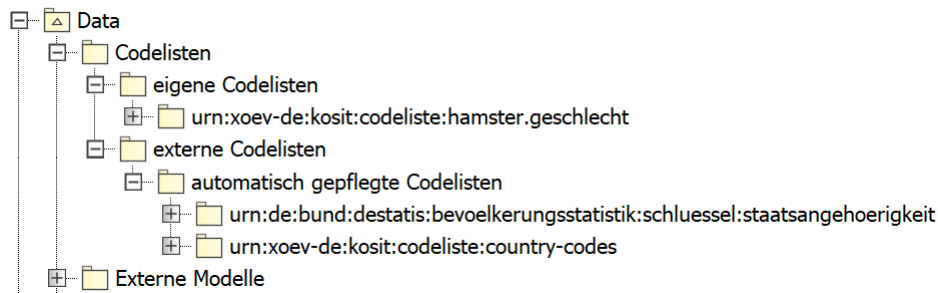 Data
Codelisten
eigene Codelisten
urn:xoev-de:kosit:codeliste:hamster.geschlecht
externe Codelisten
automatisch gepflegte Codelisten
urn:de:bund:destatis:bevoelkerungsstatistik:schluessel:staatsangehoerigkeit
urn:xoev-de:kosit:codeliste:country-codes
Externe Modelle